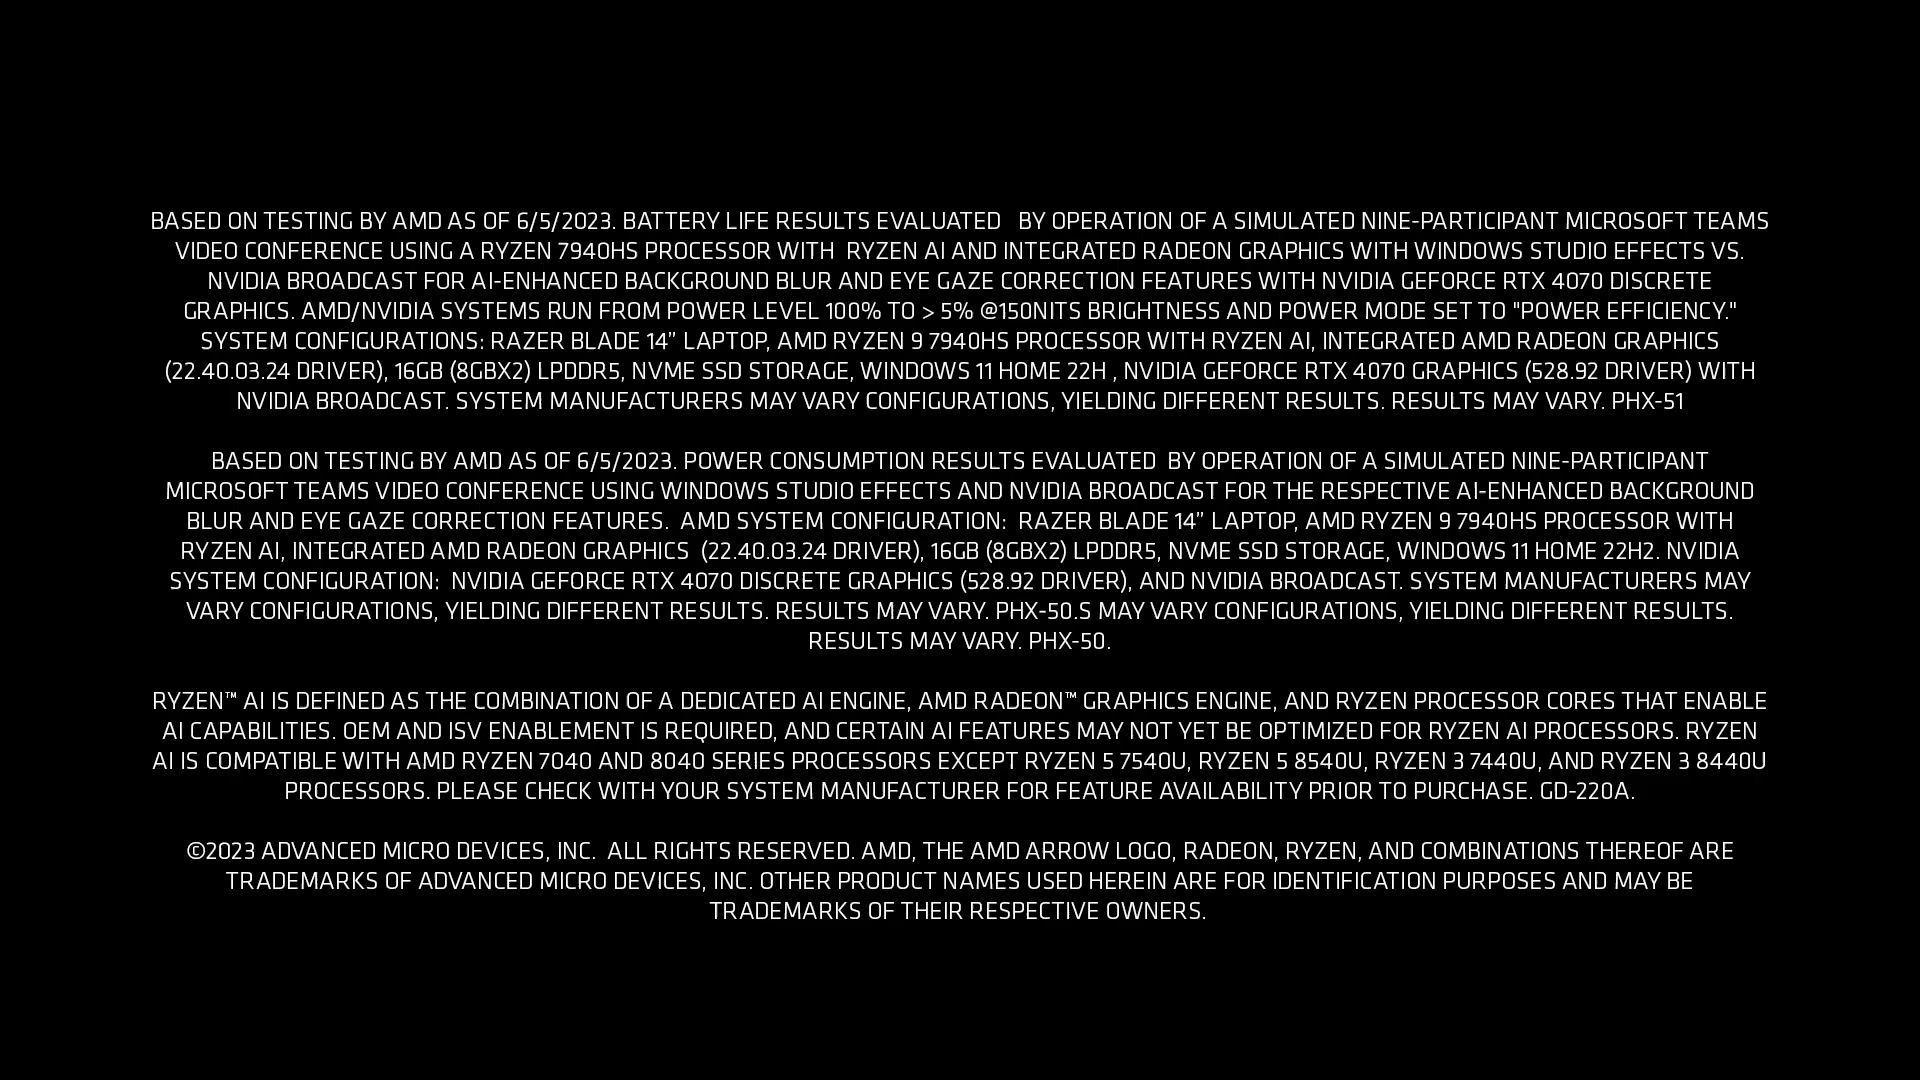 BASED ON TESTING BY AMD AS OF 6/5/2023. BATTERY LIFE RESULTS EVALUATED   BY OPERATION OF A SIMULATED NINE-PARTICIPANT MICROSOFT TEAMS
VIDEO CONFERENCE USING A RYZEN 7940HS PROCESSOR WITH  RYZEN AI AND INTEGRATED RADEON GRAPHICS WITH WINDOWS STUDIO EFFECTS VS.
NVIDIA BROADCAST FOR AI-ENHANCED BACKGROUND BLUR AND EYE GAZE CORRECTION FEATURES WITH NVIDIA GEFORCE RTX 4070 DISCRETE
GRAPHICS. AMD/NVIDIA SYSTEMS RUN FROM POWER LEVEL 100% TO > 5% @150NITS BRIGHTNESS AND POWER MODE SET TO "POWER EFFICIENCY."
SYSTEM CONFIGURATIONS: RAZER BLADE 14” LAPTOP, AMD RYZEN 9 7940HS PROCESSOR WITH RYZEN AI, INTEGRATED AMD RADEON GRAPHICS
(22.40.03.24 DRIVER), 16GB (8GBX2) LPDDR5, NVME SSD STORAGE, WINDOWS 11 HOME 22H , NVIDIA GEFORCE RTX 4070 GRAPHICS (528.92 DRIVER) WITH
NVIDIA BROADCAST. SYSTEM MANUFACTURERS MAY VARY CONFIGURATIONS, YIELDING DIFFERENT RESULTS. RESULTS MAY VARY. PHX-51
BASED ON TESTING BY AMD AS OF 6/5/2023. POWER CONSUMPTION RESULTS EVALUATED  BY OPERATION OF A SIMULATED NINE-PARTICIPANT
MICROSOFT TEAMS VIDEO CONFERENCE USING WINDOWS STUDIO EFFECTS AND NVIDIA BROADCAST FOR THE RESPECTIVE AI-ENHANCED BACKGROUND
BLUR AND EYE GAZE CORRECTION FEATURES.  AMD SYSTEM CONFIGURATION:  RAZER BLADE 14” LAPTOP, AMD RYZEN 9 7940HS PROCESSOR WITH
RYZEN AI, INTEGRATED AMD RADEON GRAPHICS  (22.40.03.24 DRIVER), 16GB (8GBX2) LPDDR5, NVME SSD STORAGE, WINDOWS 11 HOME 22H2. NVIDIA
SYSTEM CONFIGURATION:  NVIDIA GEFORCE RTX 4070 DISCRETE GRAPHICS (528.92 DRIVER), AND NVIDIA BROADCAST. SYSTEM MANUFACTURERS MAY
VARY CONFIGURATIONS, YIELDING DIFFERENT RESULTS. RESULTS MAY VARY. PHX-50.S MAY VARY CONFIGURATIONS, YIELDING DIFFERENT RESULTS.
RESULTS MAY VARY. PHX-50.
RYZEN™ AI IS DEFINED AS THE COMBINATION OF A DEDICATED AI ENGINE, AMD RADEON™ GRAPHICS ENGINE, AND RYZEN PROCESSOR CORES THAT ENABLE
AI CAPABILITIES. OEM AND ISV ENABLEMENT IS REQUIRED, AND CERTAIN AI FEATURES MAY NOT YET BE OPTIMIZED FOR RYZEN AI PROCESSORS. RYZEN
AI IS COMPATIBLE WITH AMD RYZEN 7040 AND 8040 SERIES PROCESSORS EXCEPT RYZEN 5 7540U, RYZEN 5 8540U, RYZEN 3 7440U, AND RYZEN 3 8440U
PROCESSORS. PLEASE CHECK WITH YOUR SYSTEM MANUFACTURER FOR FEATURE AVAILABILITY PRIOR TO PURCHASE. GD-220A.
©2023 ADVANCED MICRO DEVICES, INC.  ALL RIGHTS RESERVED. AMD, THE AMD ARROW LOGO, RADEON, RYZEN, AND COMBINATIONS THEREOF ARE
TRADEMARKS OF ADVANCED MICRO DEVICES, INC. OTHER PRODUCT NAMES USED HEREIN ARE FOR IDENTIFICATION PURPOSES AND MAY BE
TRADEMARKS OF THEIR RESPECTIVE OWNERS.